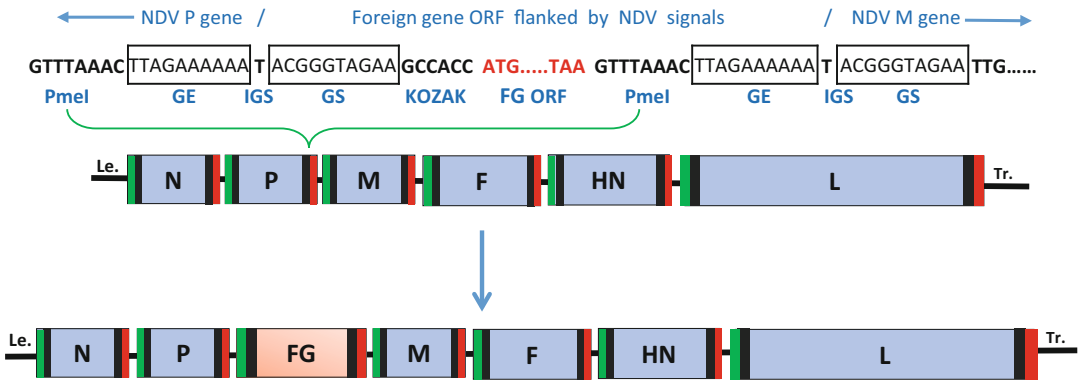 NDV P gene / Foreign gene ORF flanked by NDV signals / NDV M gene
GTTTAAAC TTAGAAAAAA T ACGGGTAGAA GCCACC ATG.....TAA GTTTAAAC TTAGAAAAAA T ACGGGTAGAA TTG......
PmeI GE IGS GS KOZAK FG ORF PmeI GE IGS GS
Le. N P M F HN L Tr.
Le. N P FG M F HN L Tr.